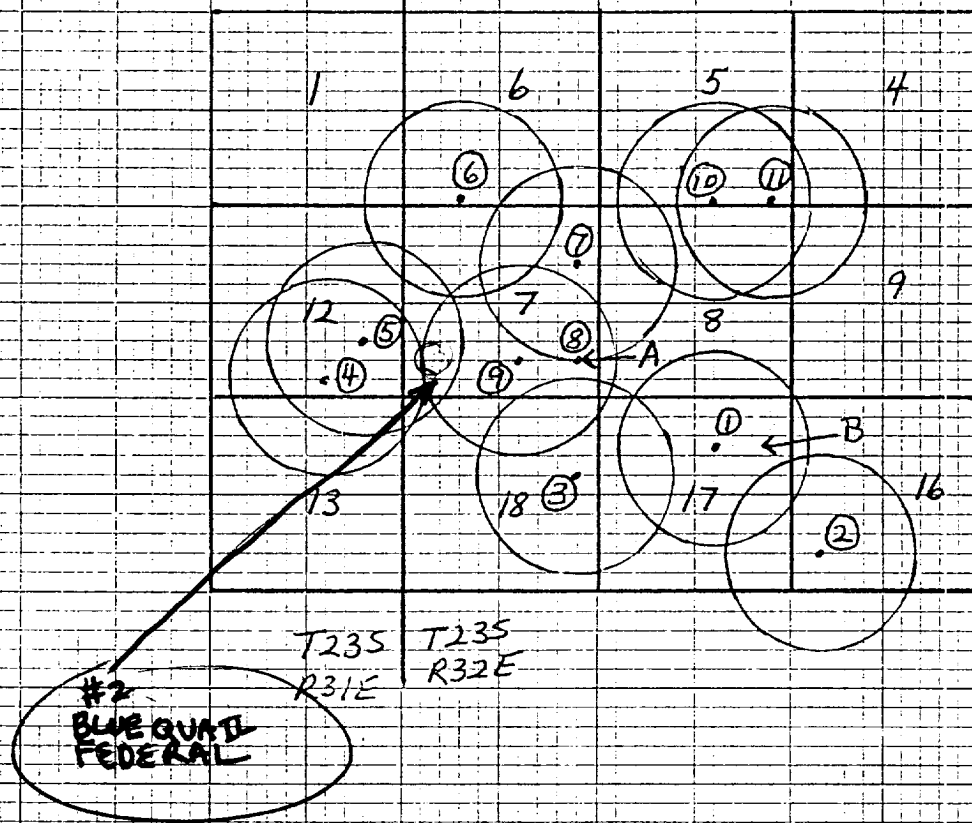 1 6 5 4
6
10 11
7
9
12 7 8
5 8 A
4 9
1 B
13 18 3 17 16
2
T23S T23S
R31E R32E
#2
BLUE QUAIL
FEDERAL